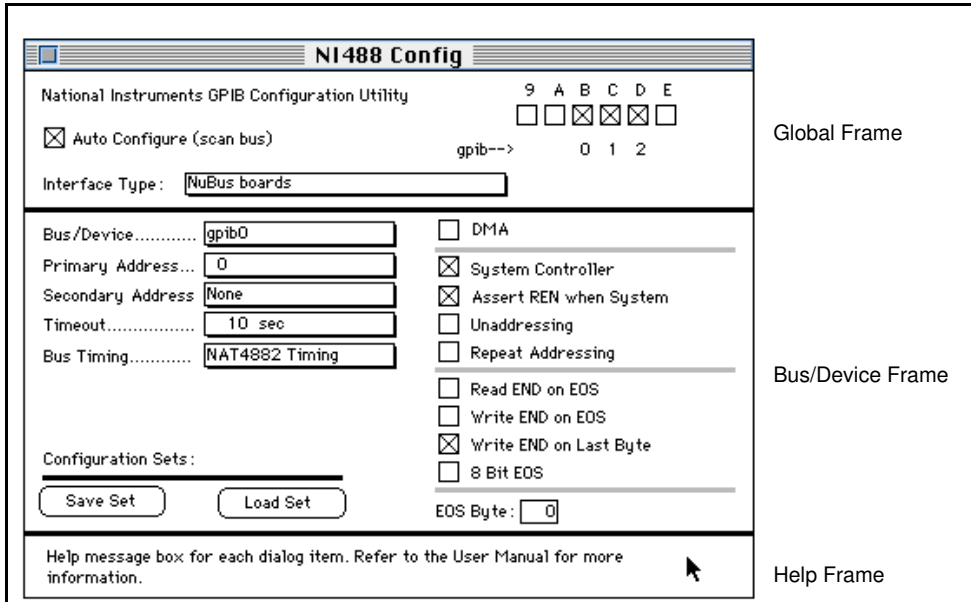 NI488 Config
National Instruments GPIB Configuration Utility
9 A B C D E
Auto Configure (scan bus)
gpib--> 0 1 2
Global Frame
Interface Type: NuBus boards
Bus/Device........... gpib0
Primary Address... 0
Secondary Address None
Timeout................ 10 sec
Bus Timing........... NAT4882 Timing
Configuration Sets:
Save Set Load Set
DMA
System Controller
Assert REN when System
Unaddressing
Repeat Addressing
Read END on EOS
Write END on EOS
Write END on Last Byte
8 Bit EOS
EOS Byte: 0
Bus/Device Frame
Help message box for each dialog item. Refer to the User Manual for more
information.
Help Frame